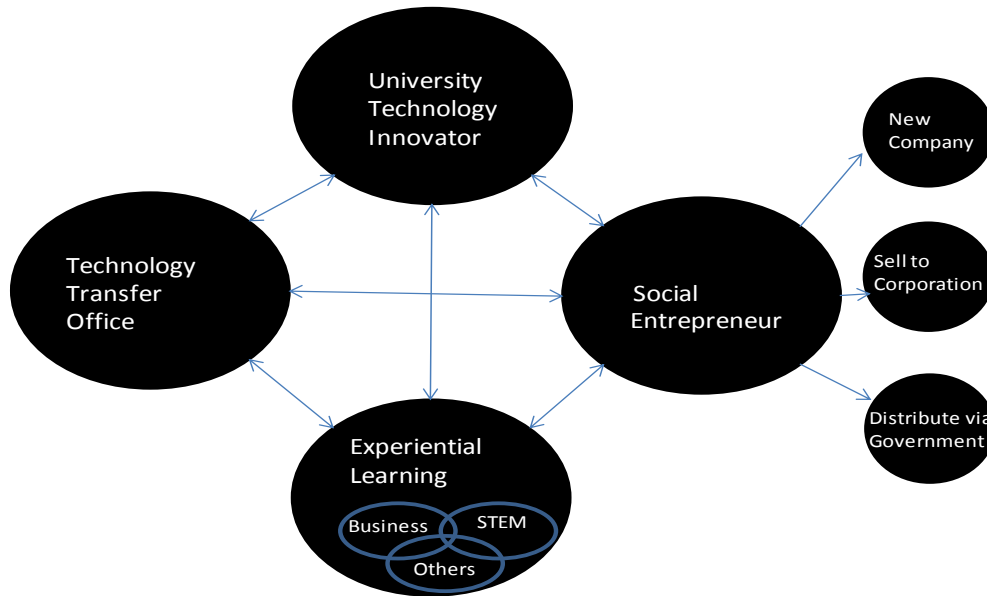 University
Technology
Innovator
New
Company
Technology
Transfer
Office
Social
Entrepreneur
Sell to
Corporation
Experiential
Learning
Business
STEM
Others
Distribute via
Government